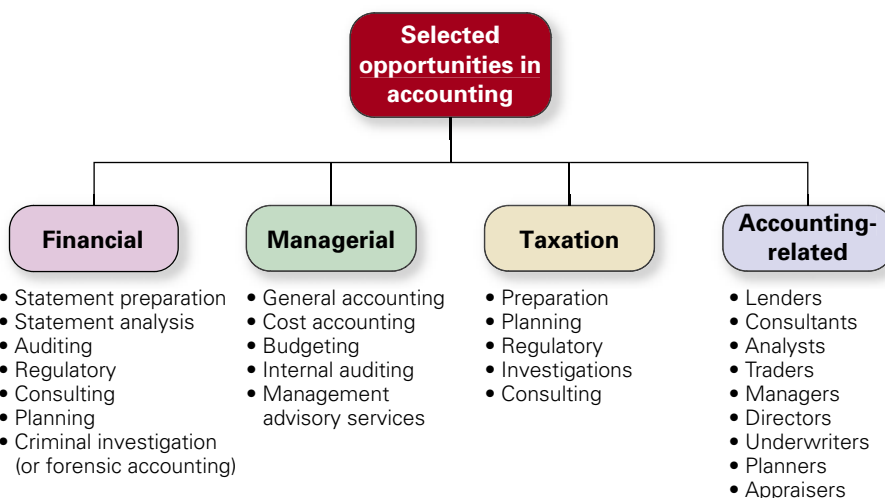 Selected
opportunities in
accounting
Financial
• Statement preparation
• Statement analysis
• Auditing
• Regulatory
• Consulting
• Planning
• Criminal investigation
(or forensic accounting)
Managerial
• General accounting
• Cost accounting
• Budgeting
• Internal auditing
• Management
advisory services
Taxation
• Preparation
• Planning
• Regulatory
• Investigations
• Consulting
Accounting-
related
• Lenders
• Consultants
• Analysts
• Traders
• Managers
• Directors
• Underwriters
• Planners
• Appraisers